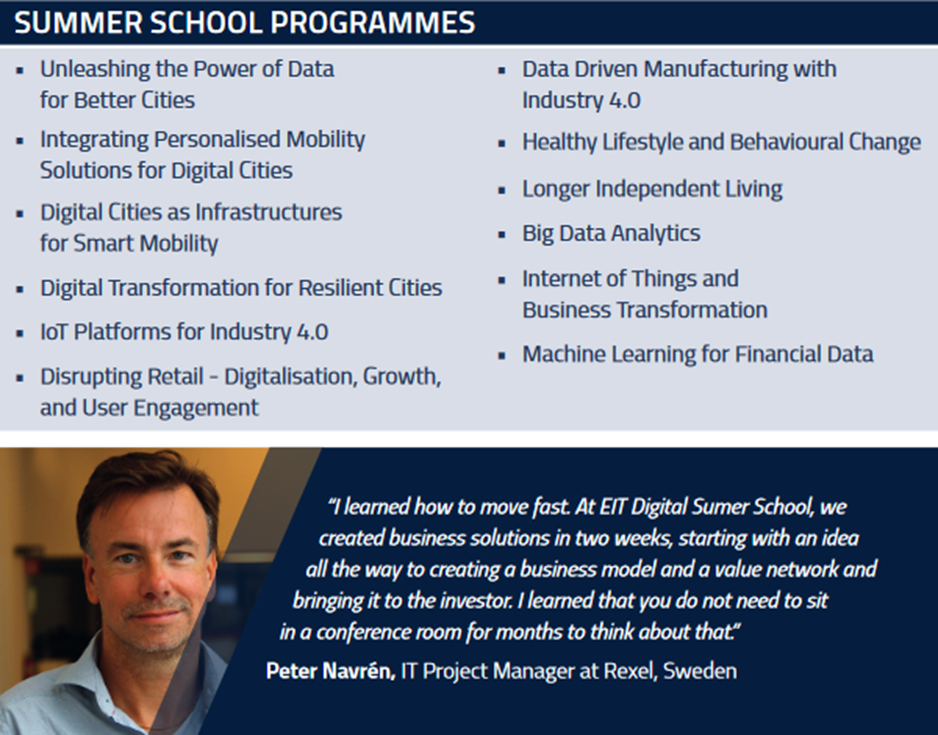 SUMMER SCHOOL PROGRAMMES
▪ Unleashing the Power of Data
for Better Cities
▪ Integrating Personalised Mobility
Solutions for Digital Cities
▪ Digital Cities as Infrastructures
for Smart Mobility
▪ Digital Transformation for Resilient Cities
▪ IoT Platforms for Industry 4.0
▪ Disrupting Retail - Digitalisation, Growth,
and User Engagement
▪ Data Driven Manufacturing with
Industry 4.0
▪ Healthy Lifestyle and Behavioural Change
▪ Longer Independent Living
▪ Big Data Analytics
▪ Internet of Things and
Business Transformation
▪ Machine Learning for Financial Data
“I learned how to move fast. At EIT Digital Sumer School, we
created business solutions in two weeks, starting with an idea
all the way to creating a business model and a value network and
bringing it to the investor. I learned that you do not need to sit
in a conference room for months to think about that.”
Peter Navrén, IT Project Manager at Rexel, Sweden